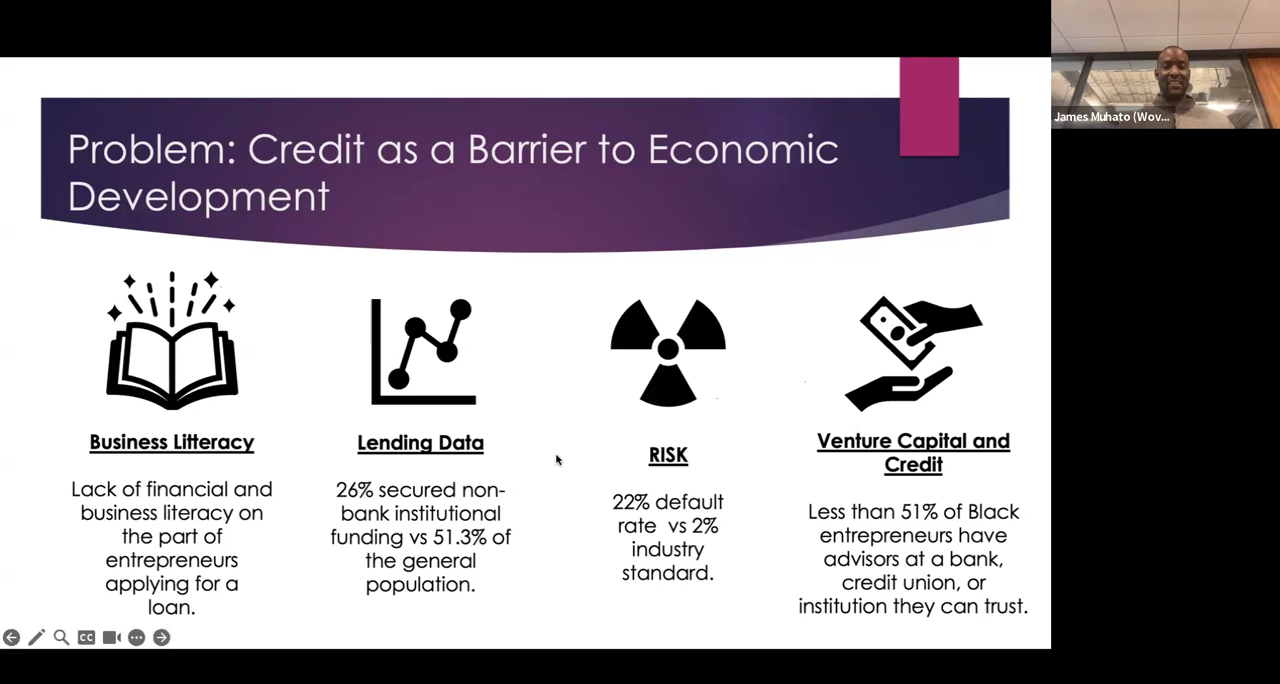 Problem: Credit as a Barrier to Economic
Development
Business Litteracy
Lack of financial and
business literacy on
the part of
entrepreneurs
applying for a
loan.
Lending Data
26% secured non-
bank institutional
funding vs 51.3% of
the general
population.
RISK
22% default
rate vs 2%
industry
standard.
Venture Capital and
Credit
Less than 51% of Black
entrepreneurs have
advisors at a bank,
credit union, or
institution they can trust.
CC
James Muhato (Wov...